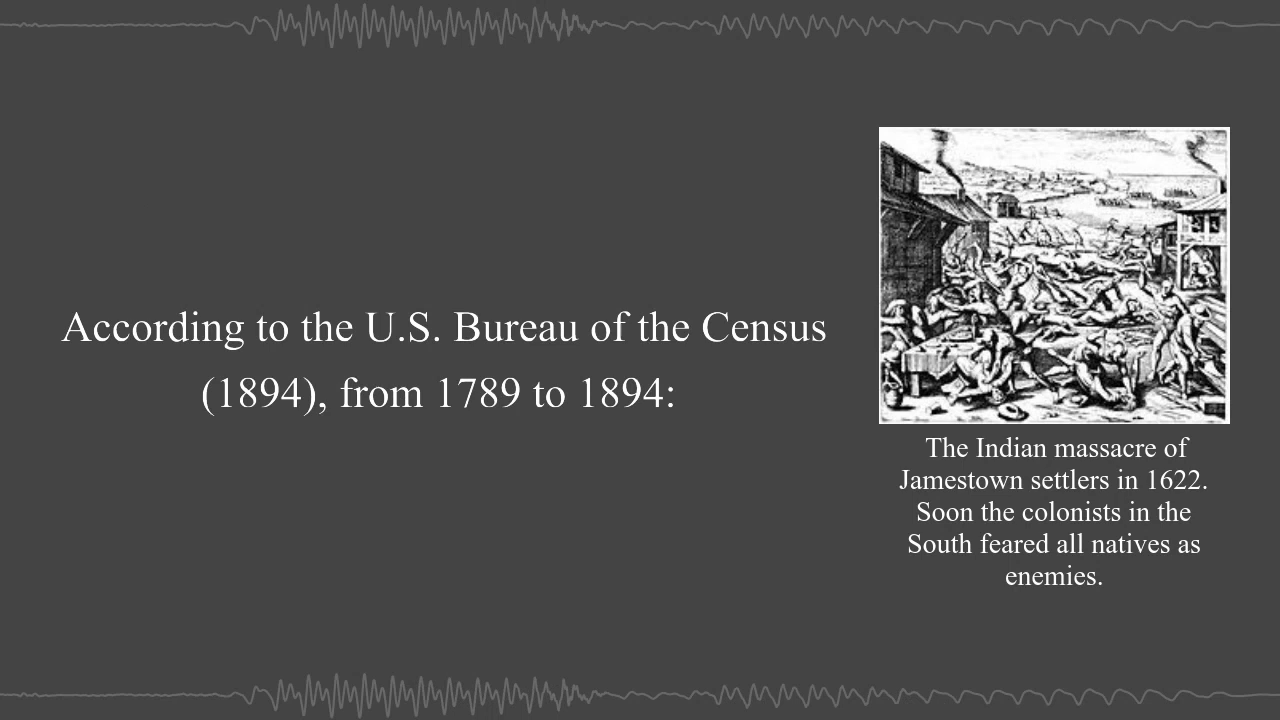 According to the U.S. Bureau of the Census
(1894), from 1789 to 1894:
The Indian massacre of
Jamestown settlers in 1622.
Soon the colonists in the
South feared all natives as
enemies.